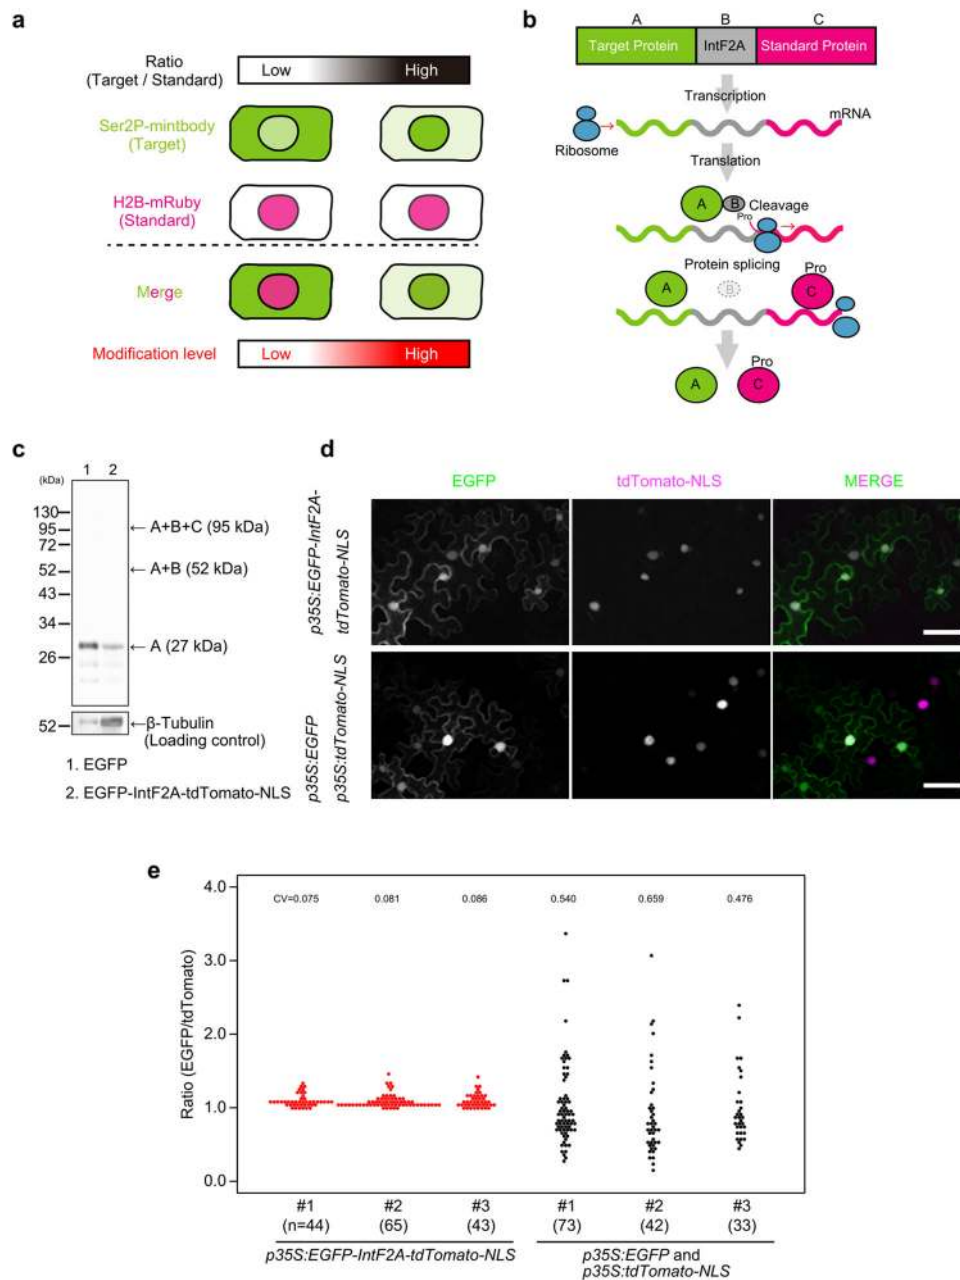 a
Ratio
(Target / Standard)
Low
High
Ser2P-mintbody
(Target)
H2B-mRuby
(Standard)
Merge
Modification level
Low
High
b
A
B
C
Target Protein
IntF2A
Standard Protein
Transcription
mRNA
Ribosome
Translation
A
B
Cleavage
Pro
Protein splicing
Pro
A
B
C
Pro
A
C
c
(kDa)
1
2
130
95
72
52
43
34
26
← A+B+C (95 kDa)
← A+B (52 kDa)
← A (27 kDa)
52
←β-Tubulin
(Loading control)
1. EGFP
2. EGFP-IntF2A-tdTomato-NLS
d
EGFP
tdTomato-NLS
MERGE
p35S:EGFP-IntF2A-
tdTomato-NLS
p35S:EGFP
p35S:tdTomato-NLS
e
Ratio (EGFP/tdTomato)
4.0
3.0
2.0
1.0
0.0
CV=0.075
0.081
0.086
0.540
0.659
0.476
#1
#2
#3
#1
#2
#3
(n=44)
(65)
(43)
(73)
(42)
(33)
p35S:EGFP-IntF2A-tdTomato-NLS
p35S:EGFP and
p35S:tdTomato-NLS